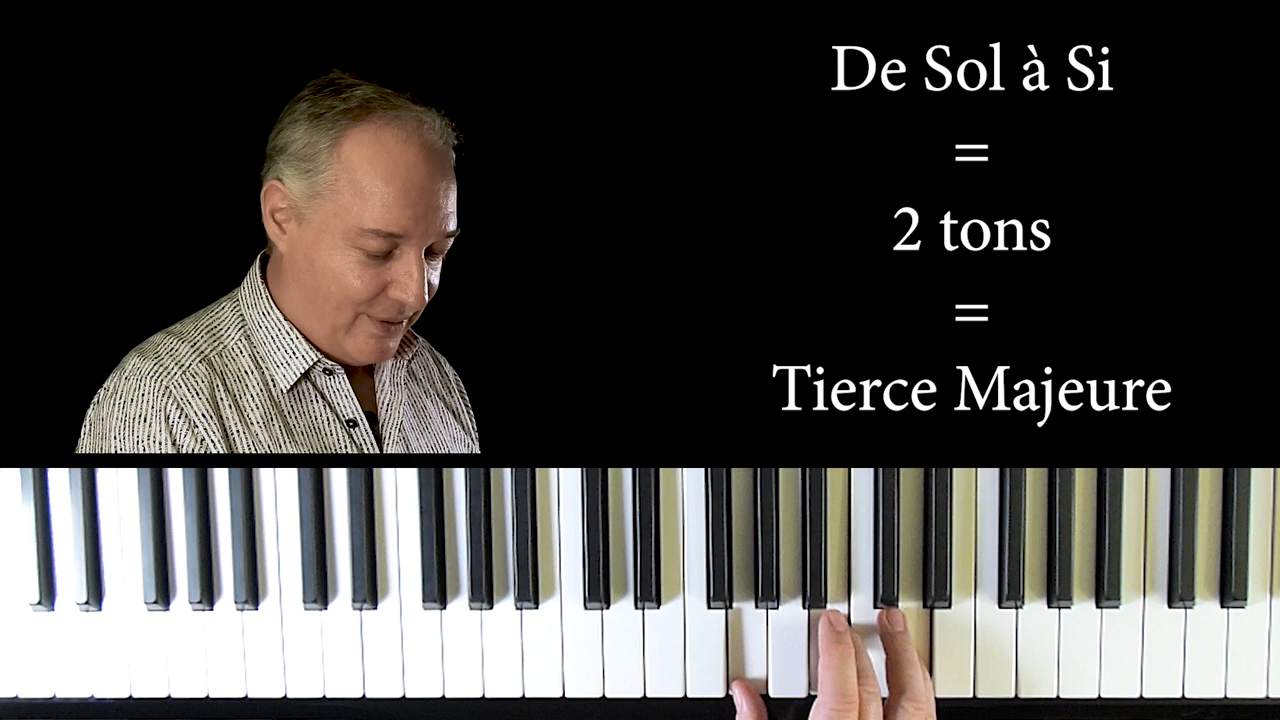 De Sol à Si
=
2 tons
=
Tierce Majeure